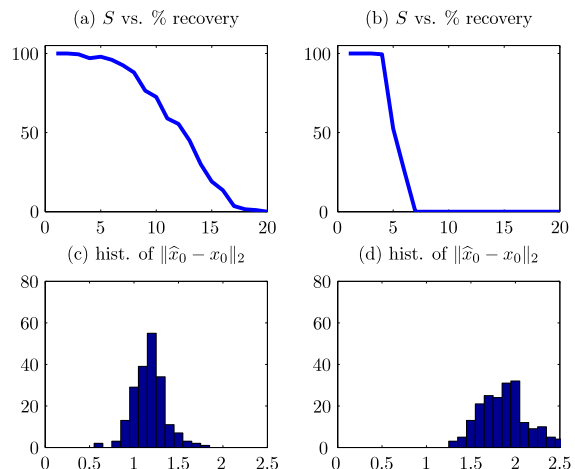 (a) S vs. % recovery
(b) S vs. % recovery
100
50
0
0 5 10 15 20
100
50
0
0 5 10 15 20
(c) hist. of ‖x̂₀ − x₀‖₂
(d) hist. of ‖x̂₀ − x₀‖₂
80
60
40
20
0
0 0.5 1 1.5 2 2.5
80
60
40
20
0
0 0.5 1 1.5 2 2.5